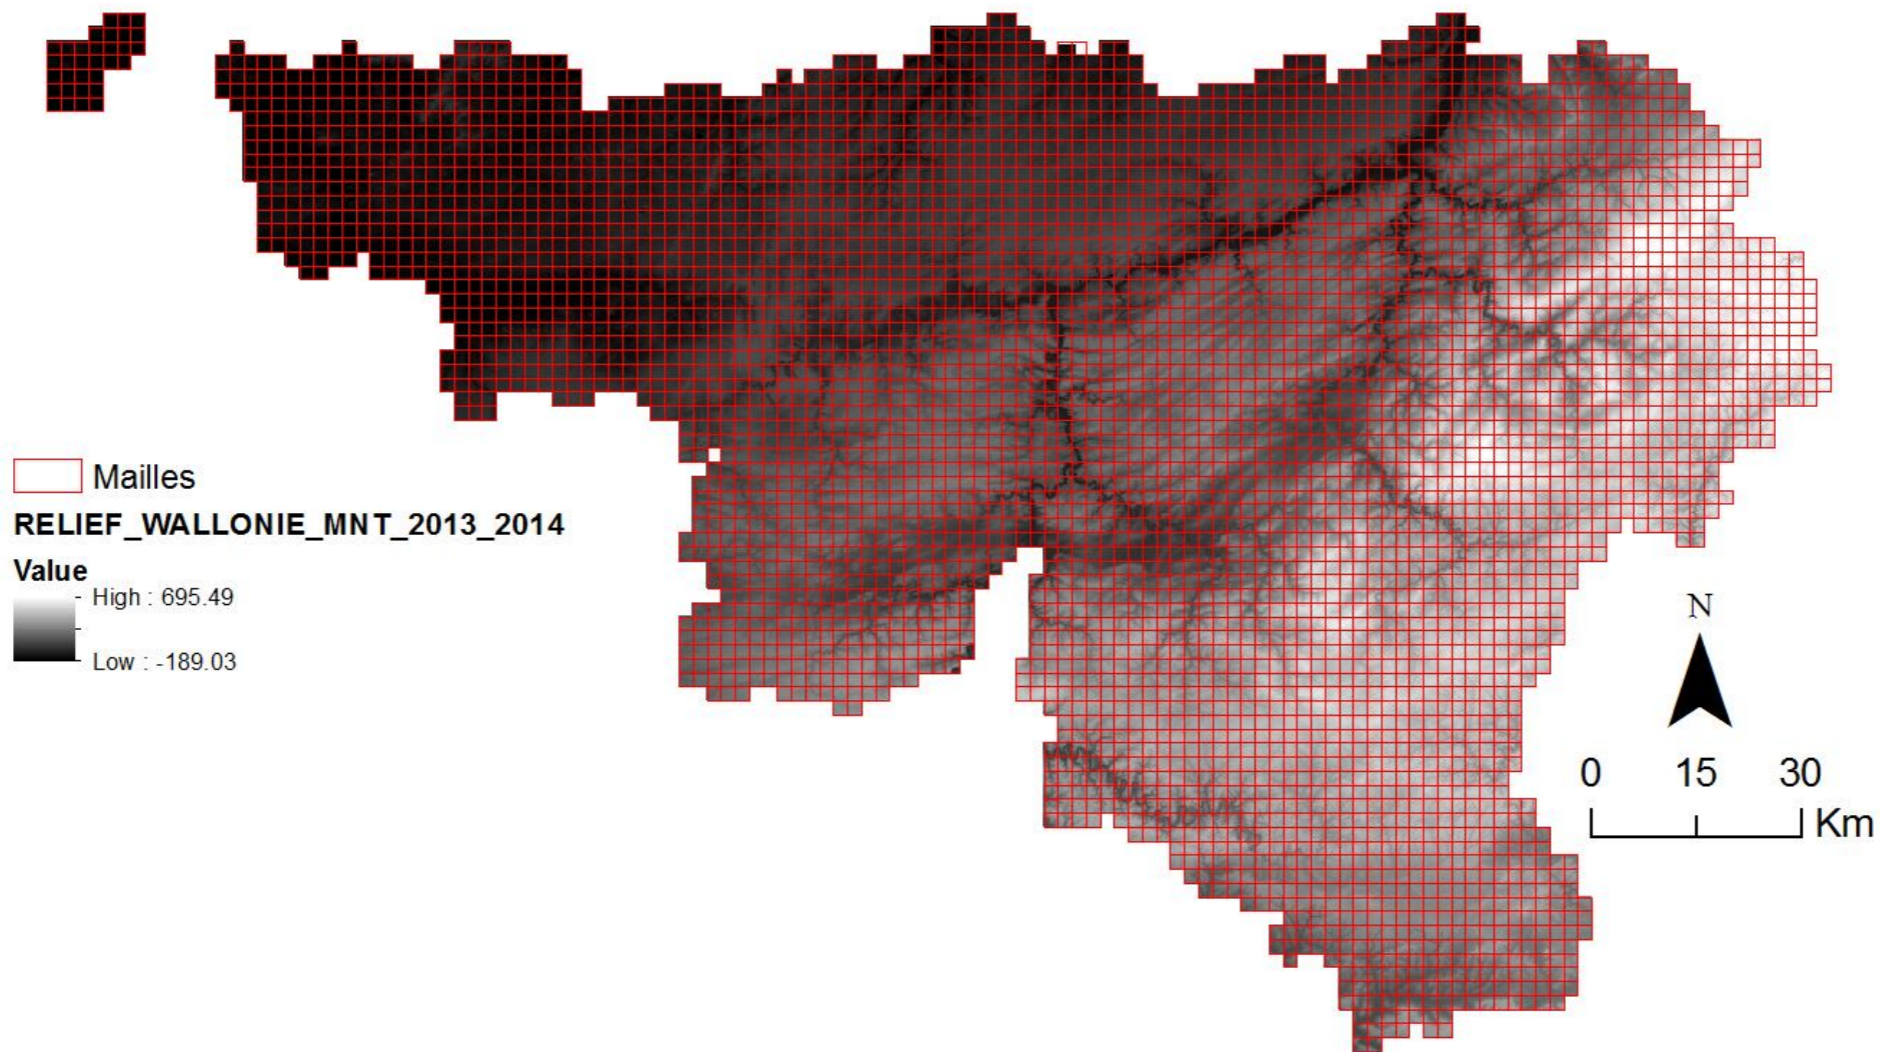 Mailles
RELIEF_WALLONIE_MNT_2013_2014
Value
High : 695.49
Low : -189.03
N
0 15 30
Km